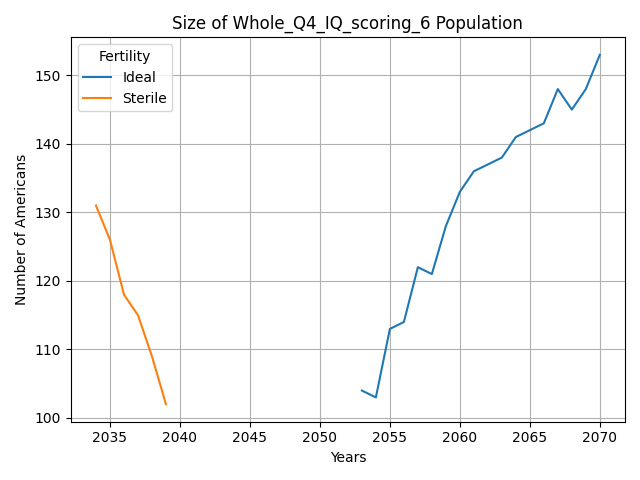 Size of Whole_Q4_IQ_scoring_6 Population
Fertility
Ideal
Sterile
Number of Americans
150
140
130
120
110
100
2035 2040 2045 2050 2055 2060 2065 2070
Years